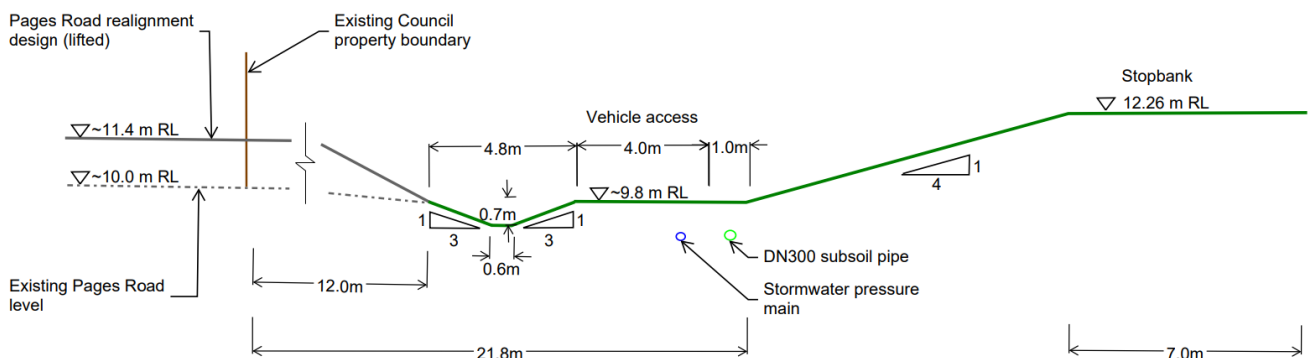 Pages Road realignment
design (lifted)
Existing Council
property boundary
Stopbank
12.26 m RL
~11.4 m RL
Vehicle access
4.8m
4.0m
1.0m
~10.0 m RL
~9.8 m RL
1
4
1
0.7m
1
3
3
0.6m
DN300 subsoil pipe
Existing Pages Road
level
12.0m
Stormwater pressure
main
21.8m
7.0m